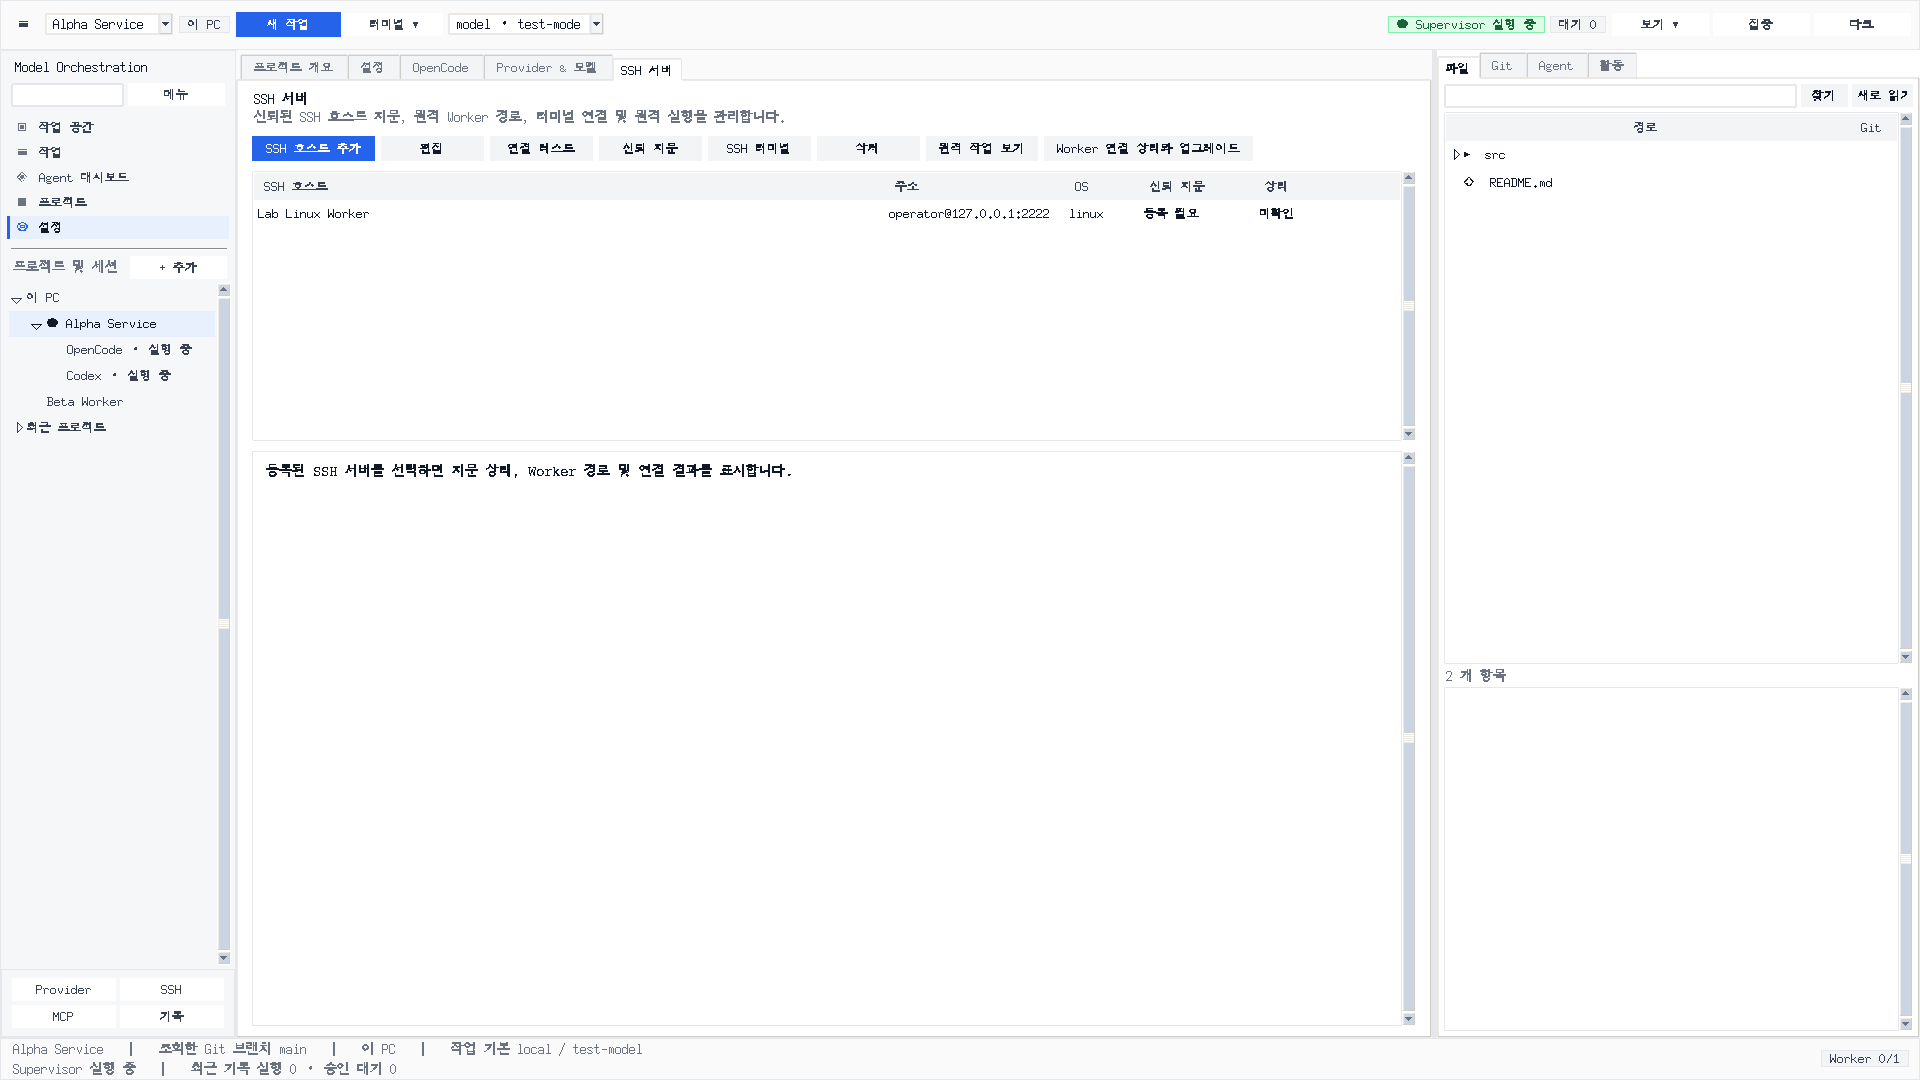 Alpha Service 이 PC 새 작업 터미널 ▾ model • test-mode Supervisor 실행 중 대기 0 보기 ▾ 집중 다크
Model Orchestration
메뉴
작업 공간
작업
Agent 대시보드
프로젝트
설정
프로젝트 및 세션 + 추가
이 PC
Alpha Service
OpenCode • 실행 중
Codex • 실행 중
Beta Worker
최근 프로젝트
Provider SSH
MCP 기록
프로젝트 개요 설정 OpenCode Provider & 모델 SSH 서버
SSH 서버
신뢰된 SSH 호스트 지문, 원격 Worker 경로, 터미널 연결 및 원격 실행을 관리합니다.
SSH 호스트 추가 편집 연결 테스트 신뢰 지문 SSH 터미널 삭제 원격 작업 보기 Worker 연결 상태와 업그레이드
SSH 호스트 주소 OS 신뢰 지문 상태
Lab Linux Worker operator@127.0.0.1:2222 linux 등록 필요 미확인
등록된 SSH 서버를 선택하면 지문 상태, Worker 경로 및 연결 결과를 표시합니다.
파일 Git Agent 활동
찾기 새로 읽기
경로 Git
src
README.md
2 개 항목
Alpha Service | 조회한 Git 브랜치 main | 이 PC | 작업 기본 local / test-model
Supervisor 실행 중 | 최근 기록 실행 0 • 승인 대기 0
Worker 0/1